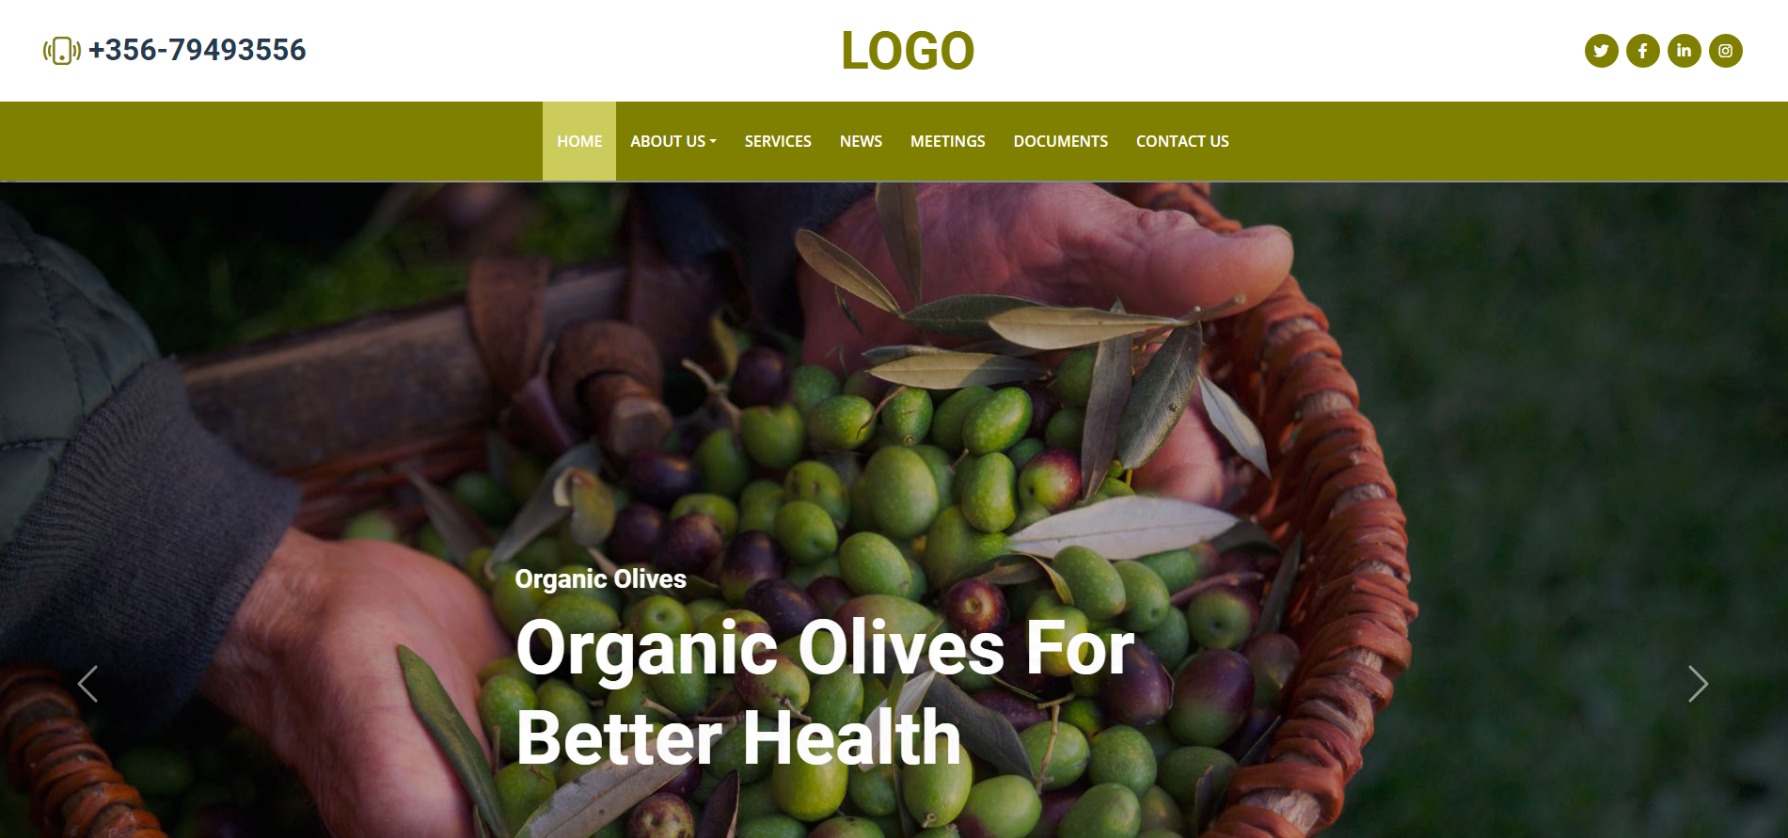 +356-79493556
LOGO
HOME ABOUT US SERVICES NEWS MEETINGS DOCUMENTS CONTACT US
Organic Olives
Organic Olives For
Better Health